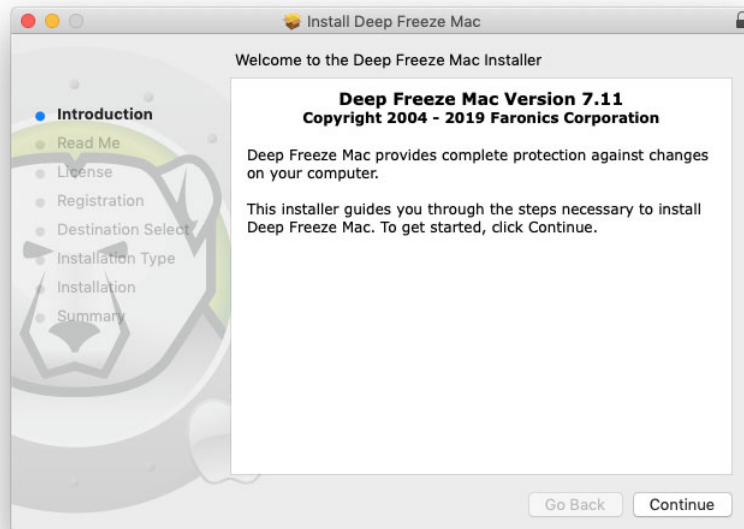 Install Deep Freeze Mac
Welcome to the Deep Freeze Mac Installer
Introduction
Read Me
License
Registration
Destination Select
Installation Type
Installation
Summary
Deep Freeze Mac Version 7.11
Copyright 2004 - 2019 Faronics Corporation
Deep Freeze Mac provides complete protection against changes
on your computer.
This installer guides you through the steps necessary to install
Deep Freeze Mac. To get started, click Continue.
Go Back
Continue